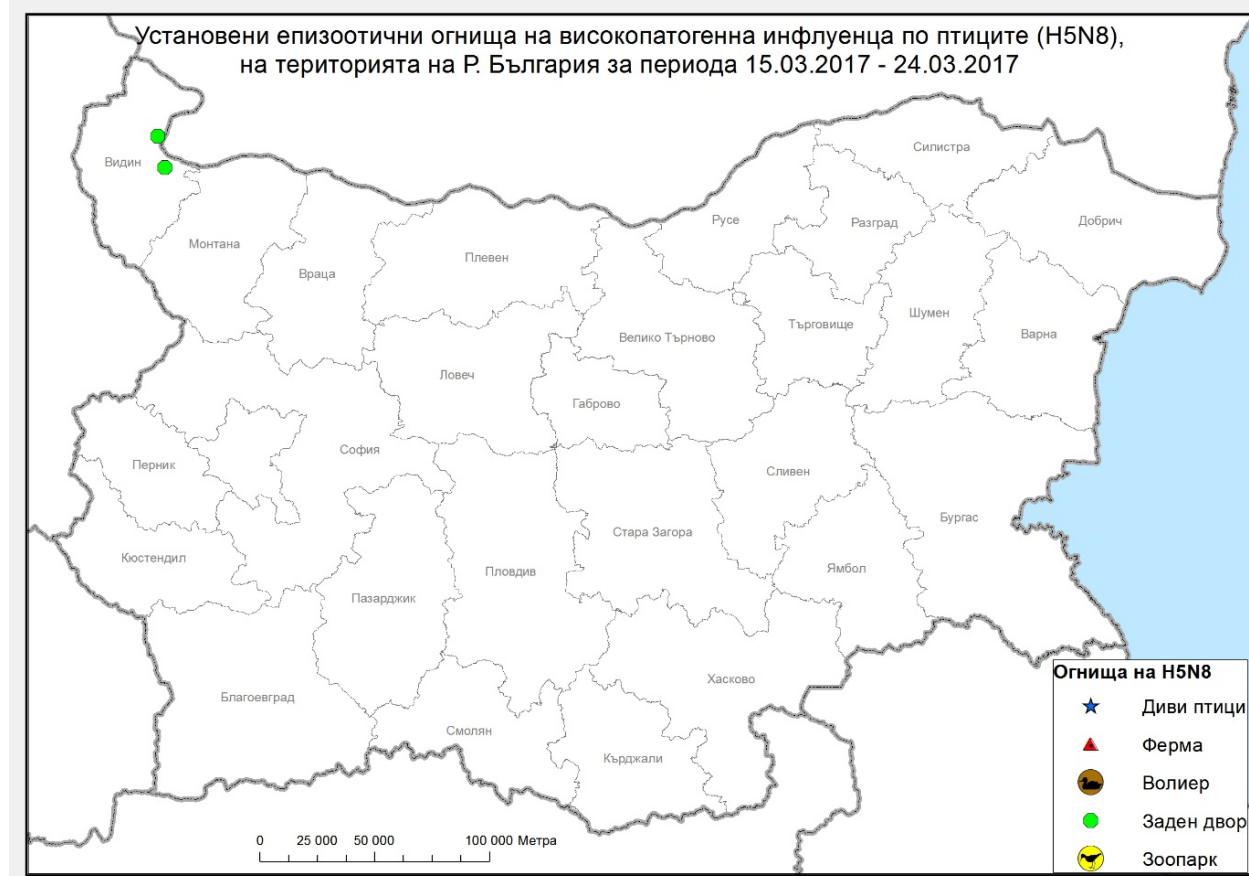 Установени епизоотични огнища на високопатогенна инфлуенца по птиците (H5N8),
на територията на Р. България за периода 15.03.2017 - 24.03.2017
Силистра
Видин
Русе
Разград
Добрич
Монтана
Плевен
Враца
Шумен
Търговище
Варна
Велико Търново
Ловеч
Габрово
София
Перник
Сливен
Бургас
Стара Загора
Кюстендил
Ямбол
Пловдив
Пазарджик
Хасково
Благоевград
Смолян
Кърджали
0 25 000 50 000 100 000 Метра
Огнища на H5N8
Диви птици
Ферма
Волиер
Заден двор
Зоопарк